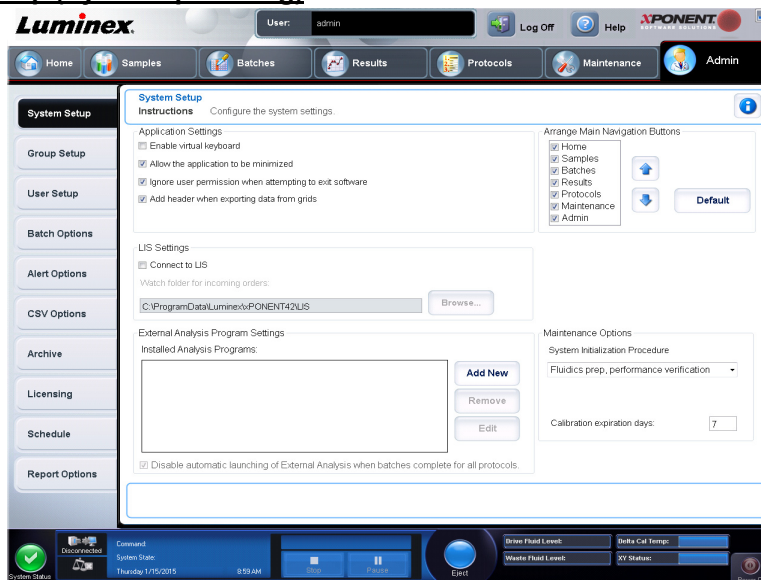 Luminex.
User: admin
Log Off
Help
XPONENT.
SOFTWARE SOLUTIONS
Home
Samples
Batches
Results
Protocols
Maintenance
Admin
System Setup
Group Setup
User Setup
Batch Options
Alert Options
CSV Options
Archive
Licensing
Schedule
Report Options
System Setup
Instructions Configure the system settings.
Application Settings
Enable virtual keyboard
Allow the application to be minimized
Ignore user permission when attempting to exit software
Add header when exporting data from grids
Arrange Main Navigation Buttons
Home
Samples
Batches
Results
Protocols
Maintenance
Admin
Default
LIS Settings
Connect to LIS
Watch folder for incoming orders:
C:\ProgramData\Luminex\xPONENT42\LIS
Browse...
External Analysis Program Settings
Installed Analysis Programs:
Add New
Remove
Edit
Disable automatic launching of External Analysis when batches complete for all protocols.
Maintenance Options
System Initialization Procedure
Fluidics prep, performance verification
Calibration expiration days: 7
System Status
Disconnected
Command:
System State:
Thursday 1/15/2015 8:59 AM
Stop
Pause
Eject
Drive Fluid Level:
Waste Fluid Level:
Delta Cal Temp:
XY Status: